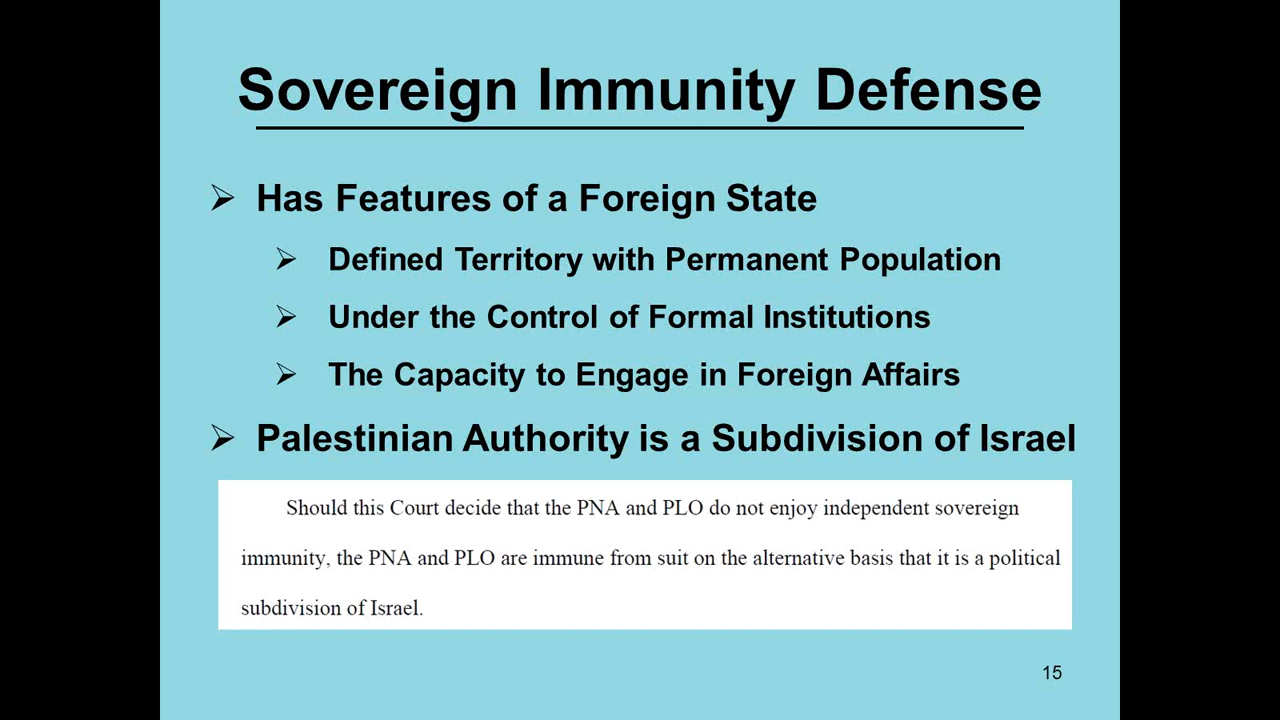 Sovereign Immunity Defense
➢ Has Features of a Foreign State
➢ Defined Territory with Permanent Population
➢ Under the Control of Formal Institutions
➢ The Capacity to Engage in Foreign Affairs
➢ Palestinian Authority is a Subdivision of Israel
Should this Court decide that the PNA and PLO do not enjoy independent sovereign
immunity, the PNA and PLO are immune from suit on the alternative basis that it is a political
subdivision of Israel.
15